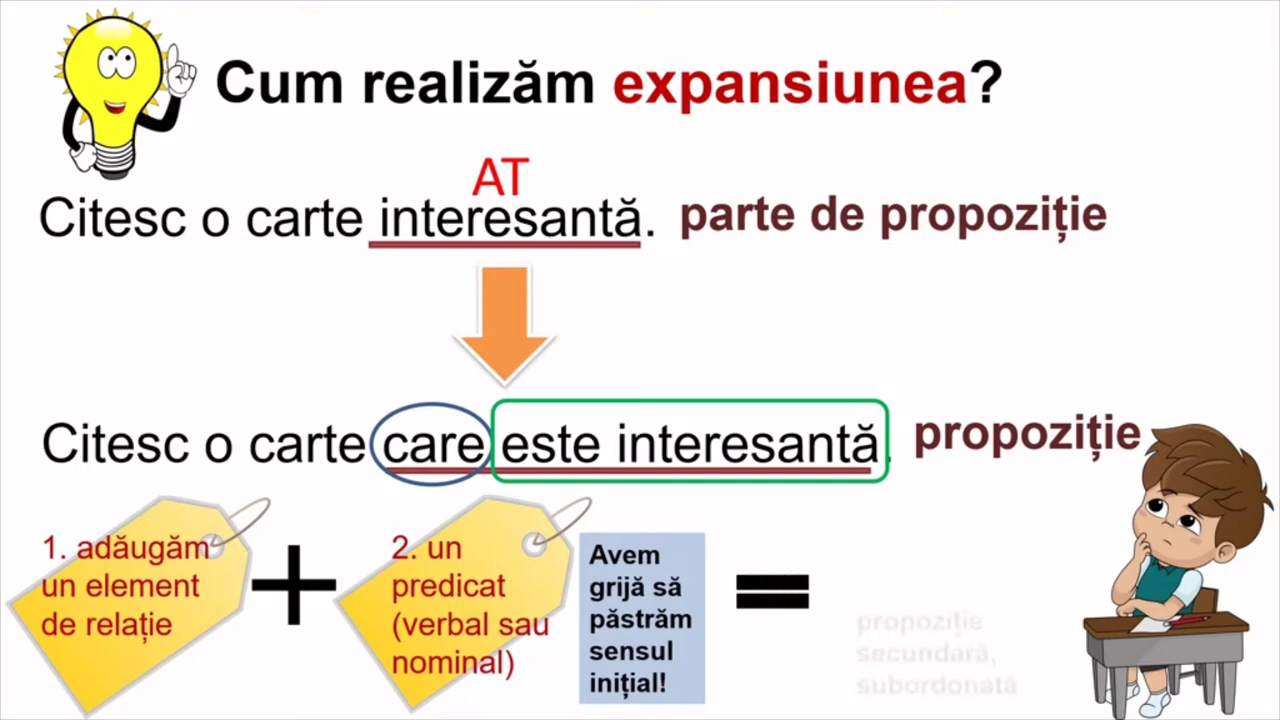 Cum realizăm expansiunea?
AT
Citesc o carte interesantă. parte de propoziție
Citesc o carte care este interesantă. propoziție
1. adăugăm
un element
de relație
+
2. un
predicat
(verbal sau
nominal)
Avem
grijă să
păstrăm
sensul
inițial!
=
propoziție
secundară,
subordonată